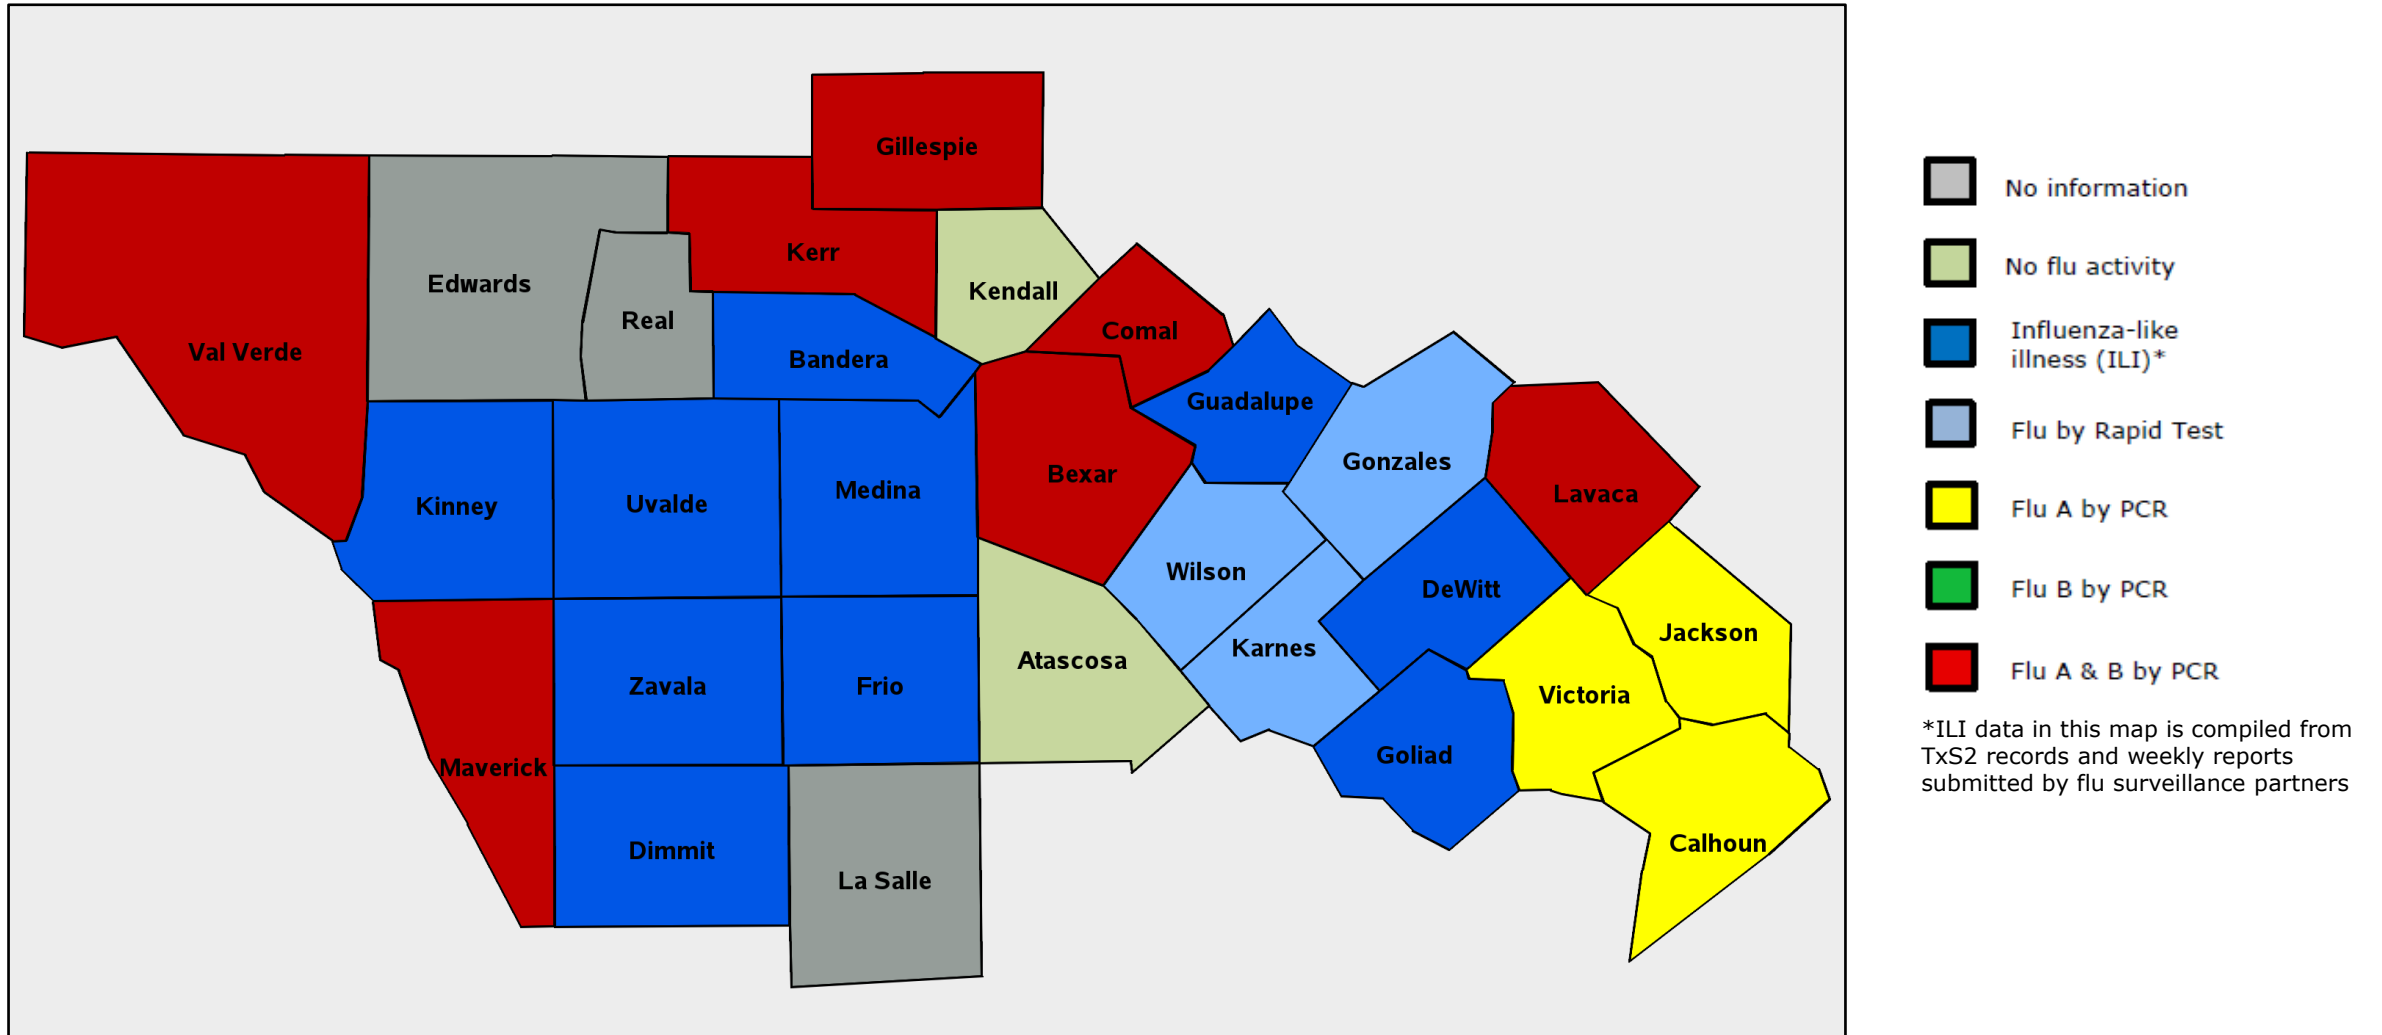 Gillespie
Kerr
Edwards
Kendall
Real
Comal
Val Verde
Bandera
Guadalupe
Gonzales
Bexar
Medina
Lavaca
Uvalde
Kinney
Wilson
DeWitt
Jackson
Karnes
Atascosa
Zavala
Frio
Victoria
Goliad
Maverick
Calhoun
Dimmit
La Salle
No information
No flu activity
Influenza-like
illness (ILI)*
Flu by Rapid Test
Flu A by PCR
Flu B by PCR
Flu A & B by PCR
*ILI data in this map is compiled from
TxS2 records and weekly reports
submitted by flu surveillance partners